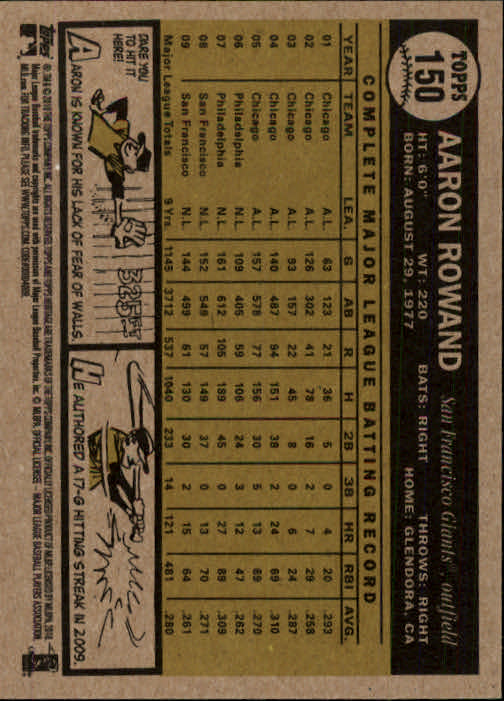 TOPPS
150
AARON ROWAND
San Francisco Giants®, outfield
HT: 6'0" WT: 220 BATS: RIGHT THROWS: RIGHT
BORN: AUGUST 29, 1977 HOME: GLENDORA, CA
COMPLETE MAJOR LEAGUE BATTING RECORD
YEAR TEAM LEA. G AB R H 2B 3B HR RBI AVG.
01 Chicago A.L. 63 123 21 36 5 0 4 20 .293
02 Chicago A.L. 126 302 41 78 16 2 7 29 .258
03 Chicago A.L. 93 157 22 45 8 0 6 24 .287
04 Chicago A.L. 140 487 94 151 38 2 24 69 .310
05 Chicago A.L. 157 578 77 156 30 5 13 69 .270
06 Philadelphia N.L. 109 405 59 106 24 3 12 47 .262
07 Philadelphia N.L. 161 612 105 189 45 0 27 89 .309
08 San Francisco N.L. 152 549 57 149 37 0 13 70 .271
09 San Francisco N.L. 144 499 61 130 30 2 15 64 .261
Major League Totals 9 Yrs. 1145 3712 537 1040 233 14 121 481 .280
DARE YOU TO HIT IT HERE!
325 FT
AARON IS KNOWN FOR HIS LACK OF FEAR OF WALLS.
HE AUTHORED A 17-G HITTING STREAK IN 2009.